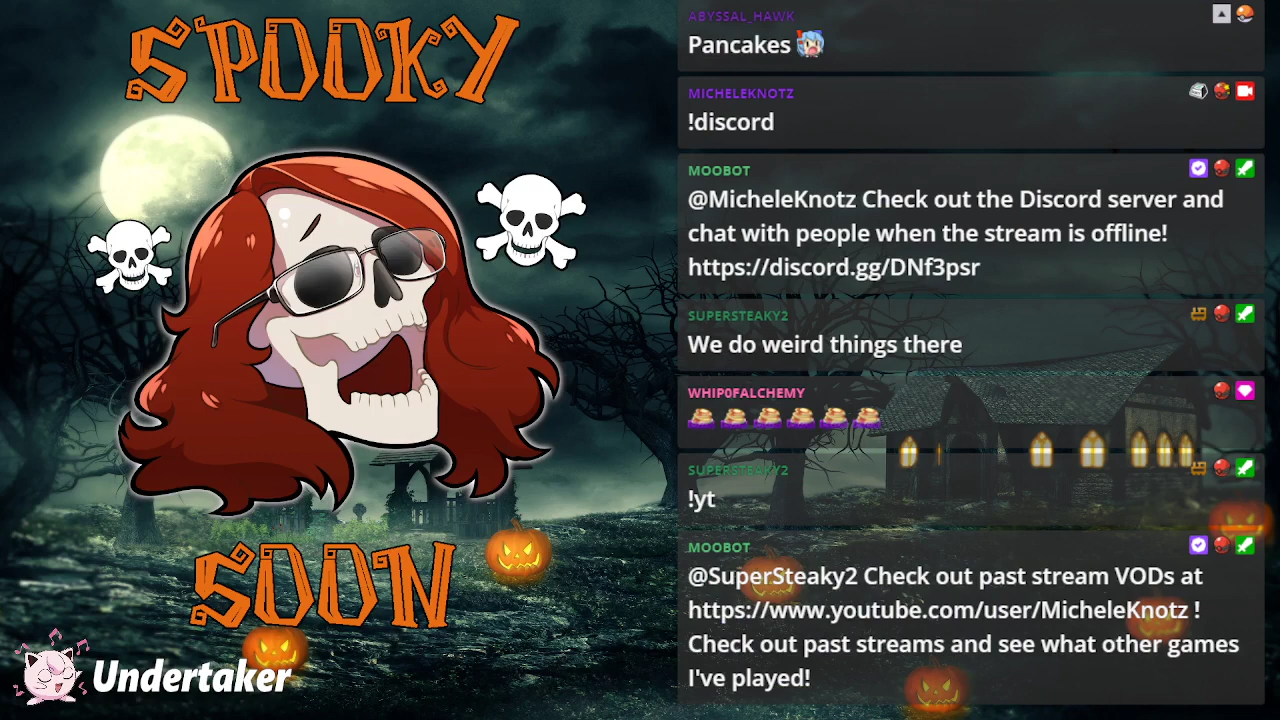 SPOOKY
SOON
Undertaker
ABYSSAL_HAWK
Pancakes
MICHELEKNOTZ
!discord
MOOBOT
@MicheleKnotz Check out the Discord server and
chat with people when the stream is offline!
https://discord.gg/DNf3psr
SUPERSTEAKY2
We do weird things there
WHIP0FALCHEMY
SUPERSTEAKY2
!yt
MOOBOT
@SuperSteaky2 Check out past stream VODs at
https://www.youtube.com/user/MicheleKnotz !
Check out past streams and see what other games
I've played!